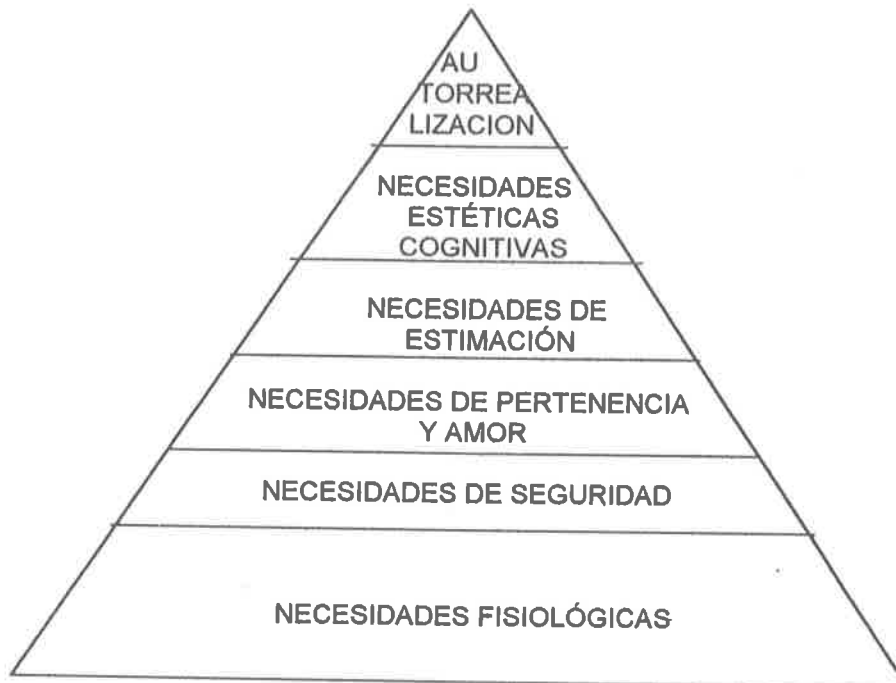 AU
TORREA
LIZACION
NECESIDADES
ESTÉTICAS
COGNITIVAS
NECESIDADES DE
ESTIMACIÓN
NECESIDADES DE PERTENENCIA
Y AMOR
NECESIDADES DE SEGURIDAD
NECESIDADES FISIOLÓGICAS